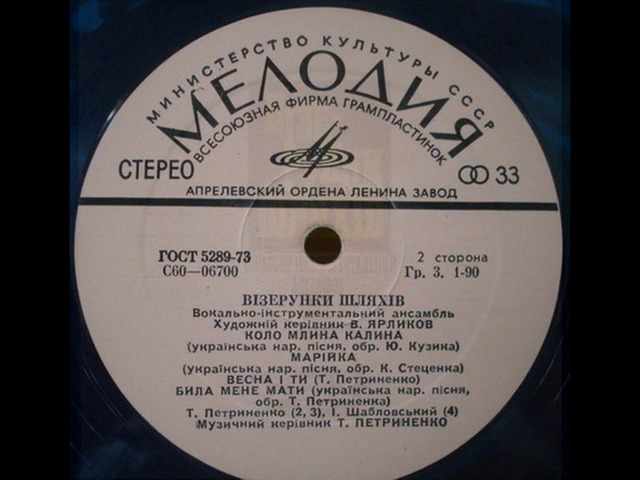 МИНИСТЕРСТВО КУЛЬТУРЫ СССР
МЕЛОДИЯ
ВСЕСОЮЗНАЯ ФИРМА ГРАМПЛАСТИНОК
СТЕРЕО 33
АПРЕЛЕВСКИЙ ОРДЕНА ЛЕНИНА ЗАВОД
ГОСТ 5289-73 2 сторона
С60—06700 Гр. 3. 1-90
ВІЗЕРУНКИ ШЛЯХІВ
Вокально-інструментальний ансамбль
Художній керівник В. ЯРЛИКОВ
КОЛО МЛИНА КАЛИНА
(українська нар. пісня, обр. Ю. Кузика)
МАРІЙКА
(українська нар. пісня, обр. К. Стеценка)
ВЕСНА І ТИ (Т. Петриненко)
БИЛА МЕНЕ МАТИ (українська нар. пісня,
обр. Т. Петриненка)
Т. Петриненко (2, 3), І. Шабловський (4)
Музичний керівник Т. ПЕТРИНЕНКО